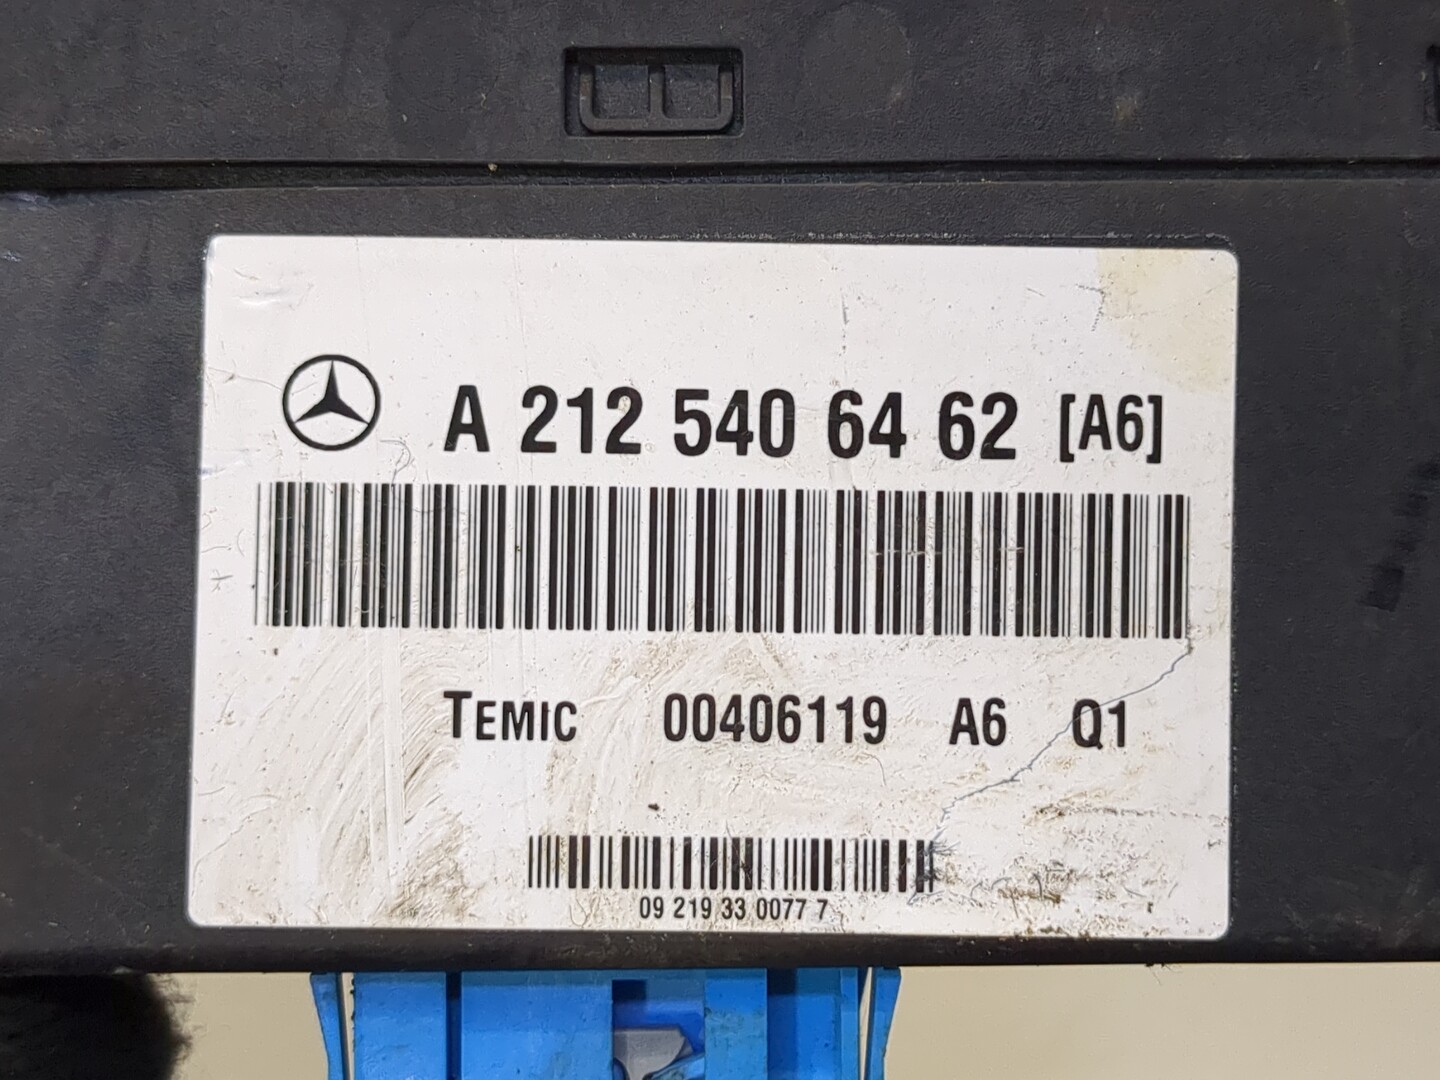 A 212 540 64 62 [A6]
TEMIC 00406119 A6 Q1
09 219 33 0077 7